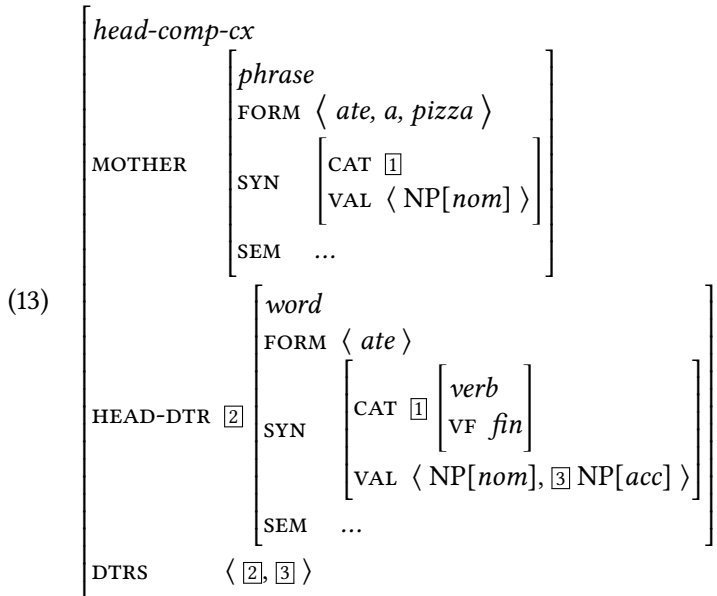 head-comp-cx
phrase
FORM ⟨ ate, a, pizza ⟩
MOTHER
SYN
CAT 1
VAL ⟨ NP[nom] ⟩
SEM ...
(13)
word
FORM ⟨ ate ⟩
HEAD-DTR 2
SYN
CAT 1
verb
VF fin
VAL ⟨ NP[nom], 3 NP[acc] ⟩
SEM ...
DTRS ⟨ 2, 3 ⟩